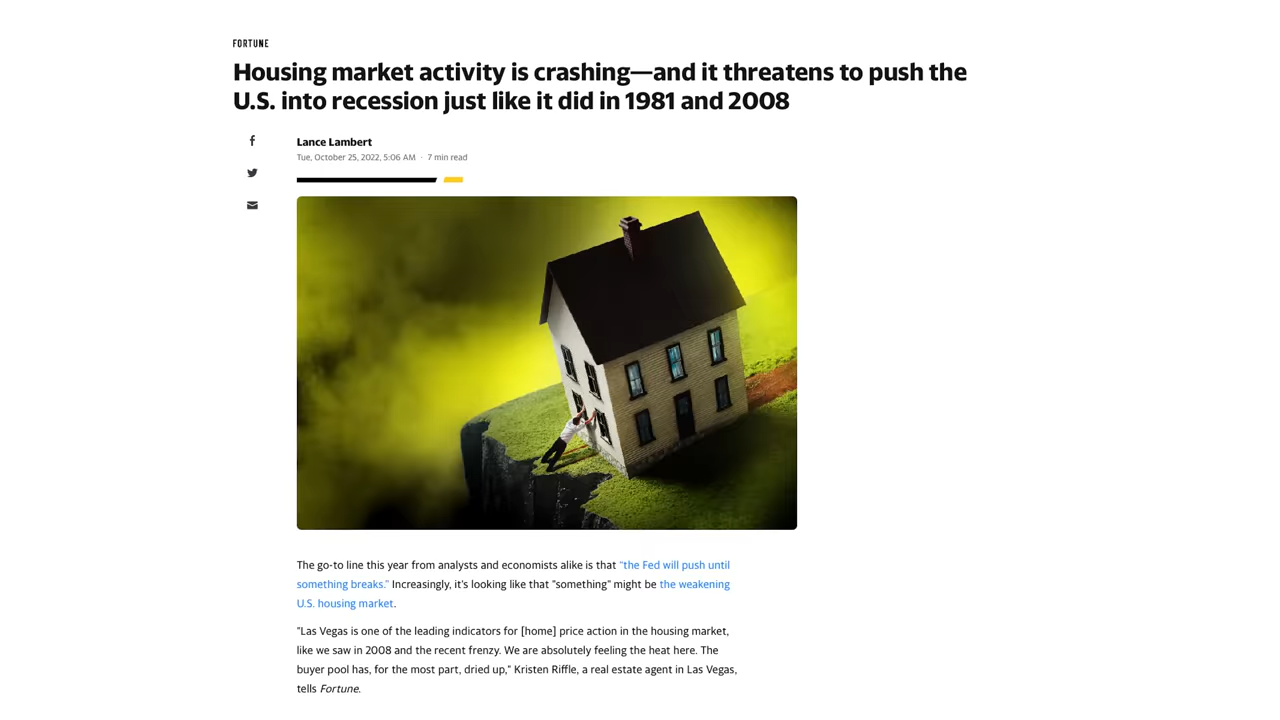 FORTUNE
Housing market activity is crashing—and it threatens to push the
U.S. into recession just like it did in 1981 and 2008
Lance Lambert
Tue, October 25, 2022, 5:06 AM · 7 min read
The go-to line this year from analysts and economists alike is that “the Fed will push until
something breaks.” Increasingly, it’s looking like that “something” might be the weakening
U.S. housing market.
“Las Vegas is one of the leading indicators for [home] price action in the housing market,
like we saw in 2008 and the recent frenzy. We are absolutely feeling the heat here. The
buyer pool has, for the most part, dried up,” Kristen Riffle, a real estate agent in Las Vegas,
tells Fortune.